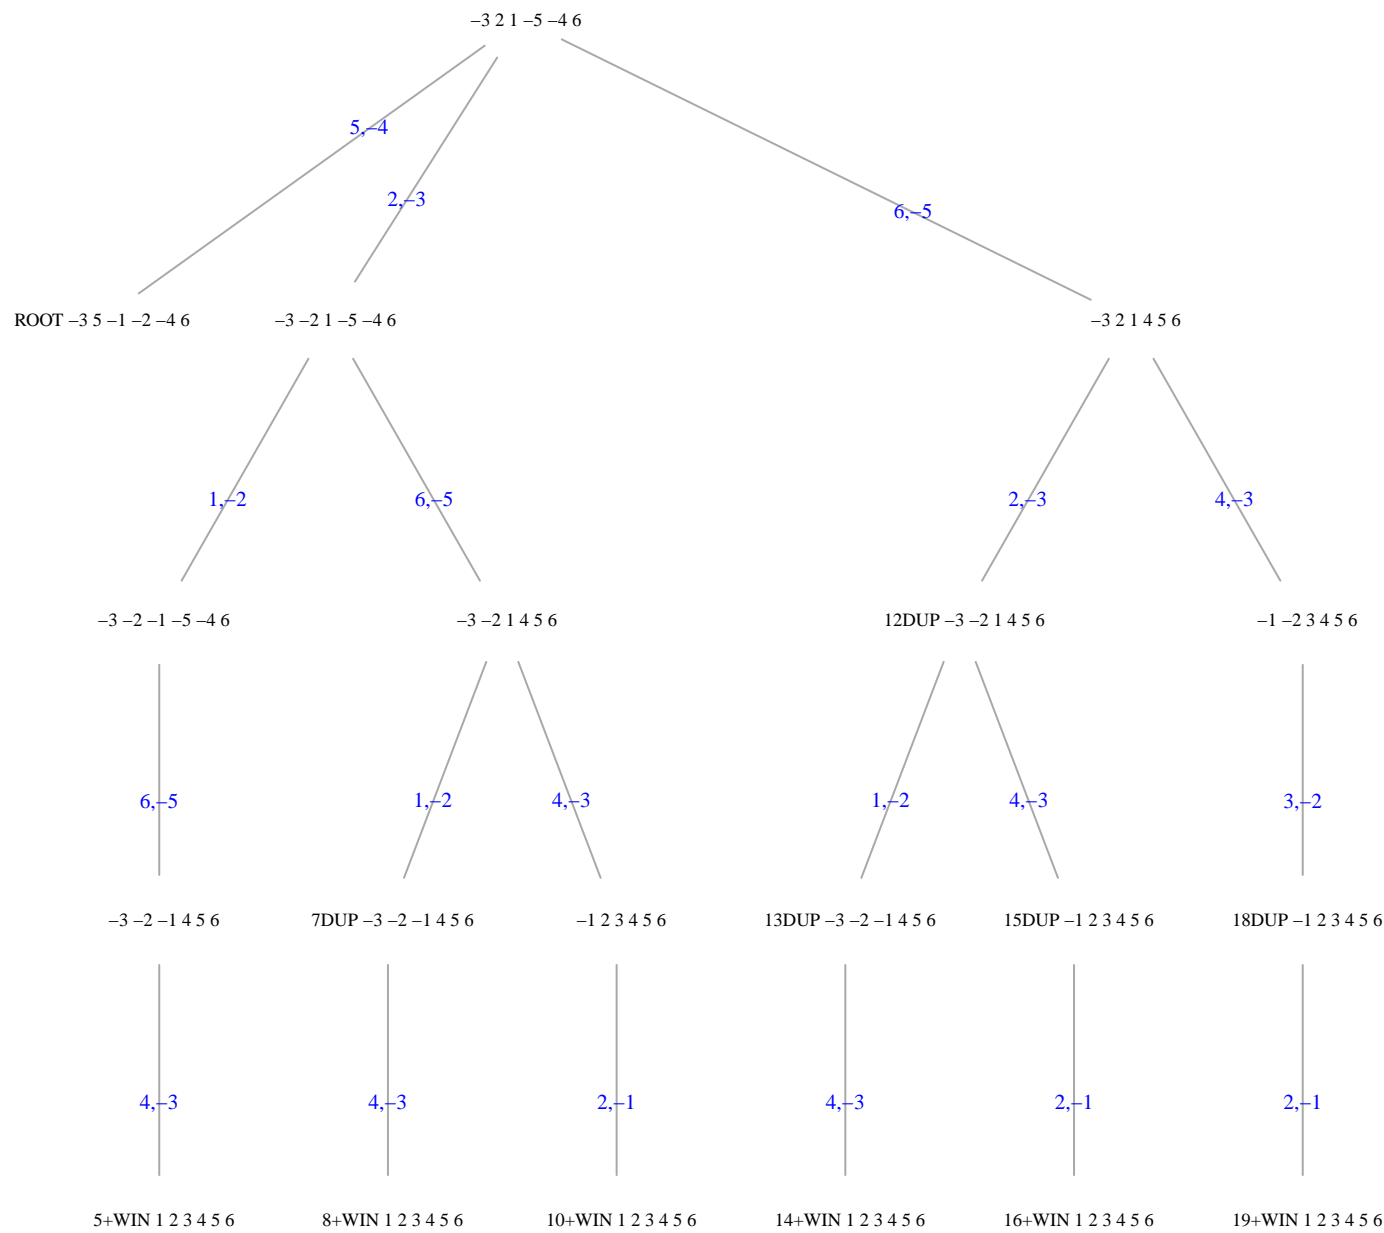 –3 2 1 –5 –4 6
5,–4
2,–3
6,–5
ROOT –3 5 –1 –2 –4 6
–3 –2 1 –5 –4 6
–3 2 1 4 5 6
1,–2
6,–5
2,–3
4,–3
–3 –2 –1 –5 –4 6
–3 –2 1 4 5 6
12DUP –3 –2 1 4 5 6
–1 –2 3 4 5 6
6,–5
1,–2
4,–3
1,–2
4,–3
3,–2
–3 –2 –1 4 5 6
7DUP –3 –2 –1 4 5 6
–1 2 3 4 5 6
13DUP –3 –2 –1 4 5 6
15DUP –1 2 3 4 5 6
18DUP –1 2 3 4 5 6
4,–3
4,–3
2,–1
4,–3
2,–1
2,–1
5+WIN 1 2 3 4 5 6
8+WIN 1 2 3 4 5 6
10+WIN 1 2 3 4 5 6
14+WIN 1 2 3 4 5 6
16+WIN 1 2 3 4 5 6
19+WIN 1 2 3 4 5 6